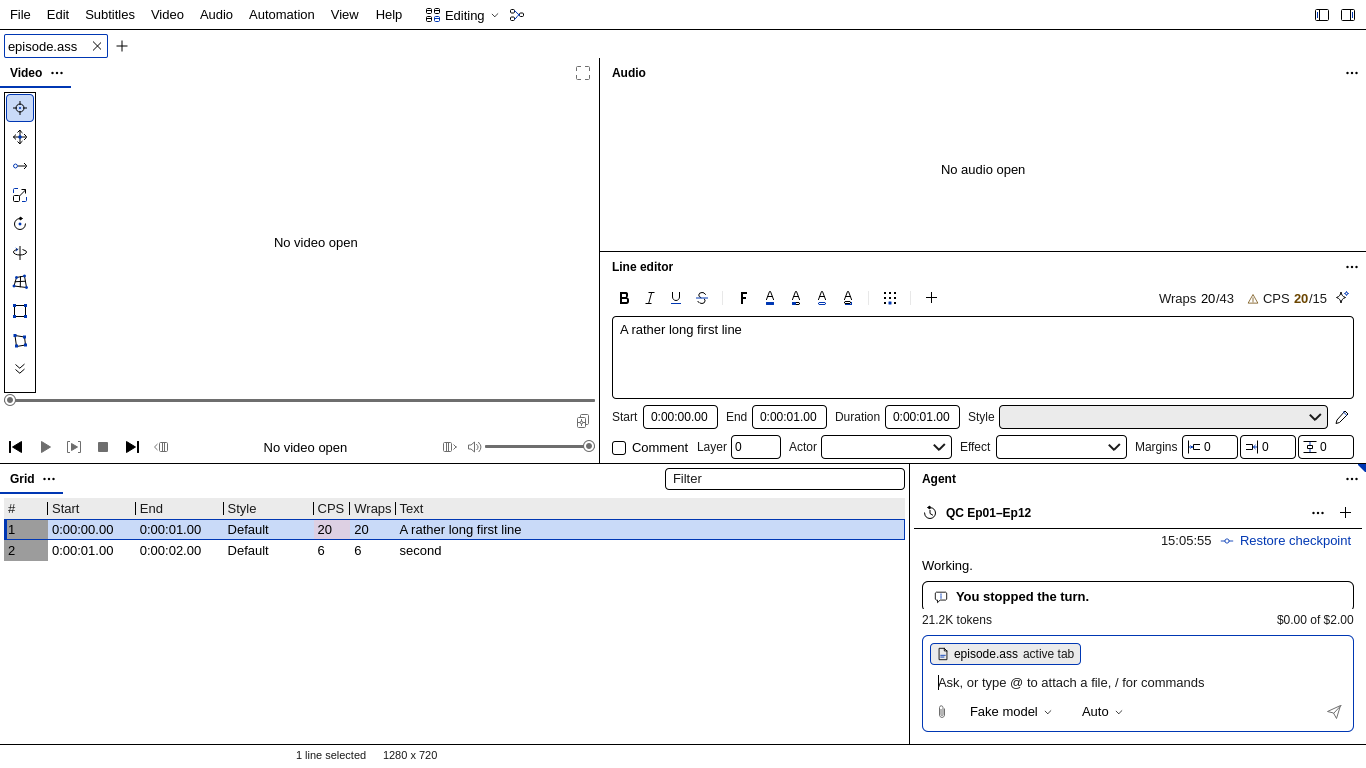 File Edit Subtitles Video Audio Automation View Help Editing
episode.ass
Video
No video open
No video open
Audio
No audio open
Line editor
B I U S F A A A A Wraps 20/43 CPS 20/15
A rather long first line
Start 0:00:00.00 End 0:00:01.00 Duration 0:00:01.00 Style
Comment Layer 0 Actor Effect Margins 0 0 0
Grid Filter
# Start End Style CPS Wraps Text
1 0:00:00.00 0:00:01.00 Default 20 20 A rather long first line
2 0:00:01.00 0:00:02.00 Default 6 6 second
Agent
QC Ep01–Ep12
15:05:55 Restore checkpoint
Working.
You stopped the turn.
21.2K tokens $0.00 of $2.00
episode.ass active tab
Ask, or type @ to attach a file, / for commands
Fake model Auto
1 line selected 1280 x 720